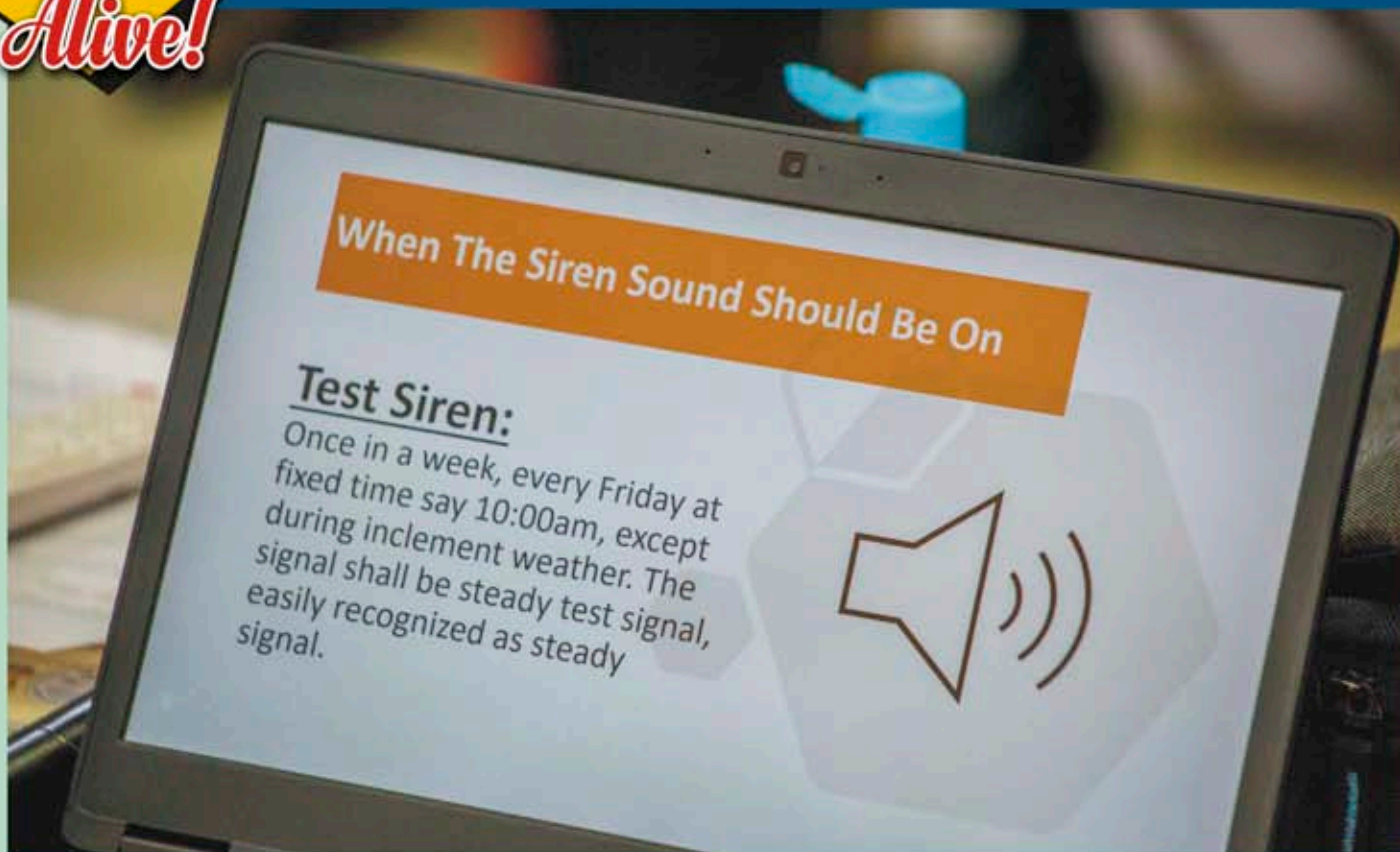 Alive!
When The Siren Sound Should Be On
Test Siren:
Once in a week, every Friday at
fixed time say 10:00am, except
during inclement weather. The
signal shall be steady test signal,
easily recognized as steady
signal.